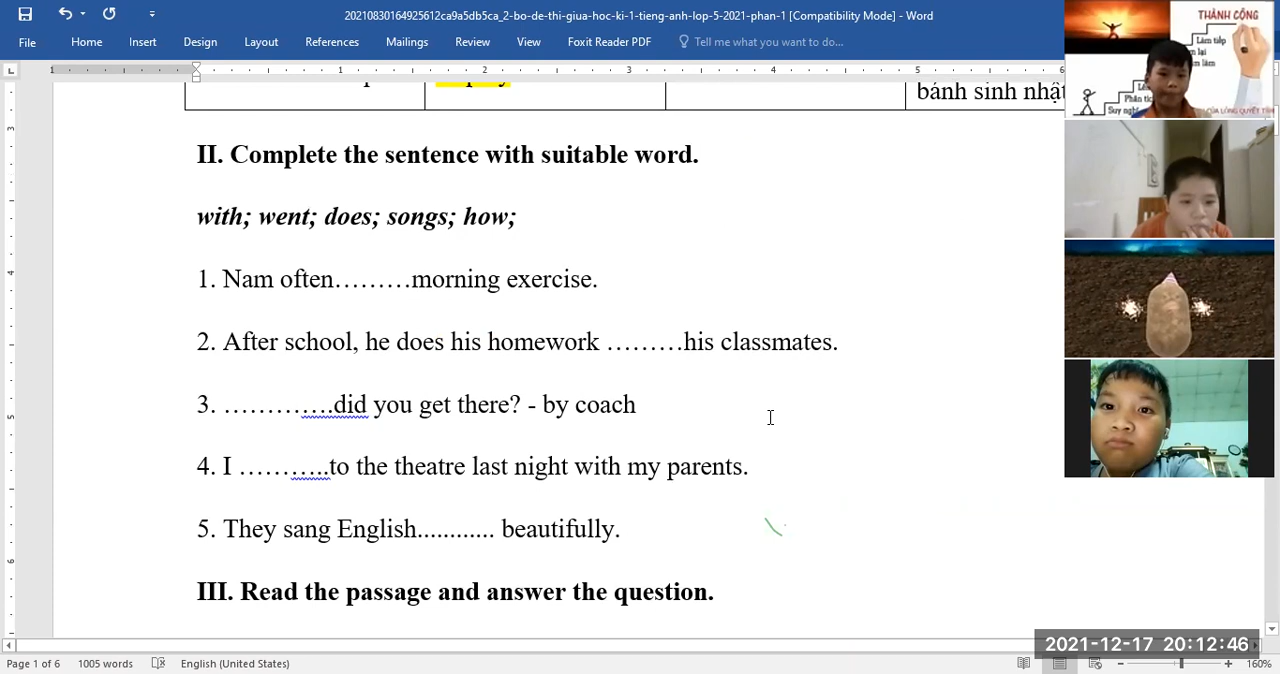 20210830164925612ca9a5db5ca_2-bo-de-thi-giua-hoc-ki-1-tieng-anh-lop-5-2021-phan-1 [Compatibility Mode] - Word
File Home Insert Design Layout References Mailings Review View Foxit Reader PDF Tell me what you want to do...
THÀNH CÔNG
Làm tiếp
bánh sinh nhật
II. Complete the sentence with suitable word.
with; went; does; songs; how;
1. Nam often………morning exercise.
2. After school, he does his homework ………his classmates.
3. ………….did you get there? - by coach
4. I ………..to the theatre last night with my parents.
5. They sang English............ beautifully.
III. Read the passage and answer the question.
2021-12-17 20:12:46
Page 1 of 6 1005 words English (United States) 160%